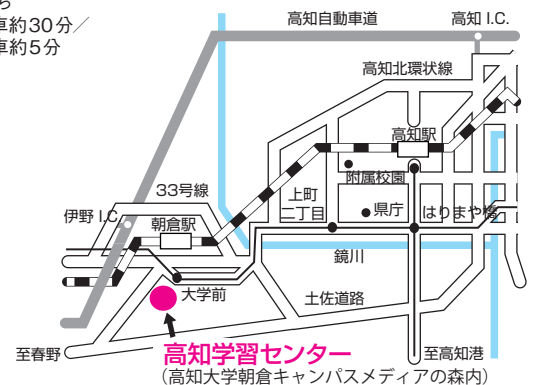 車約30分／
車約5分
高知自動車道
高知 I.C.
高知北環状線
高知駅
附属校園
33号線
上町
二丁目
県庁
はりまや橋
伊野 I.C.
朝倉駅
鏡川
大学前
土佐道路
至春野
高知学習センター
至高知港
（高知大学朝倉キャンパスメディアの森内）